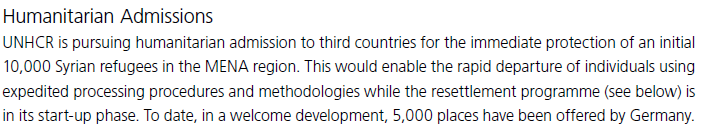 Humanitarian Admissions
UNHCR is pursuing humanitarian admission to third countries for the immediate protection of an initial
10,000 Syrian refugees in the MENA region. This would enable the rapid departure of individuals using
expedited processing procedures and methodologies while the resettlement programme (see below) is
in its start-up phase. To date, in a welcome development, 5,000 places have been offered by Germany.